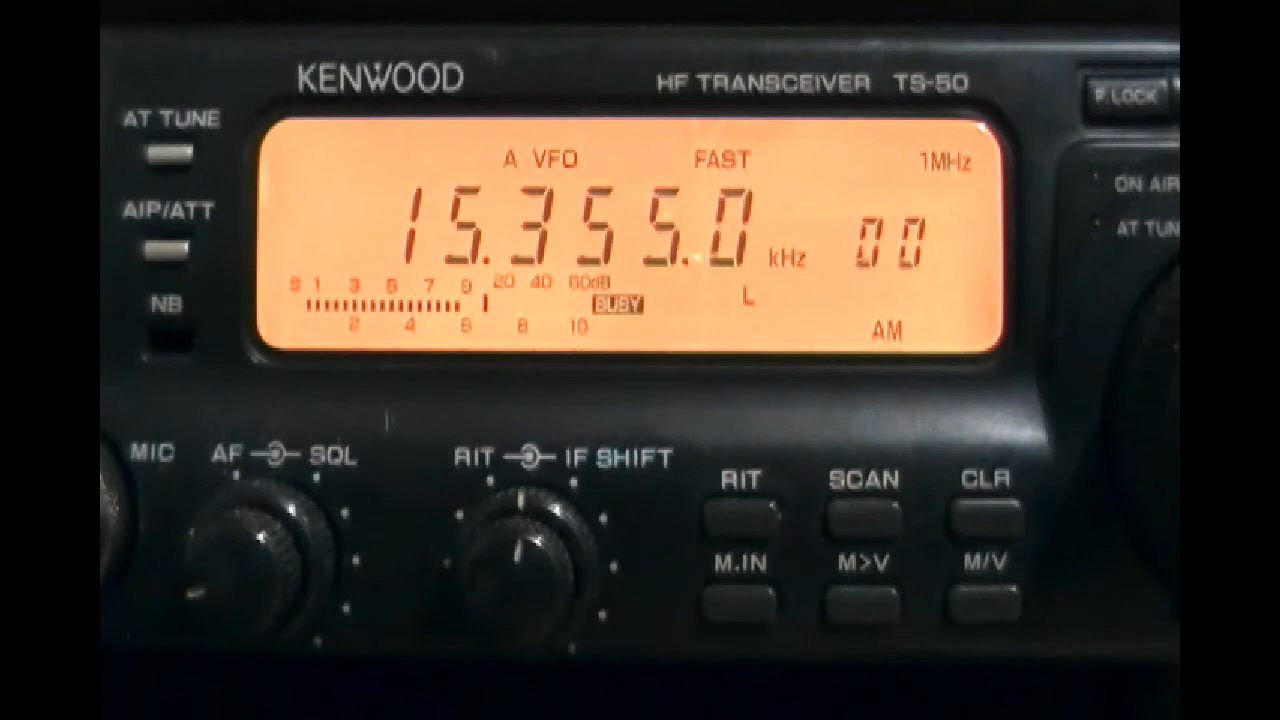 KENWOOD HF TRANSCEIVER TS-50
F.LOCK
AT TUNE
A VFO FAST 1MHz
ON AIR
15.355.0 kHz 00
AIP/ATT
AT TUN
S 1 3 5 7 9 20 40 60dB
NB
BUSY L
2 4 6 8 10 AM
MIC AF SQL RIT IF SHIFT
RIT SCAN CLR
M.IN M>V M/V